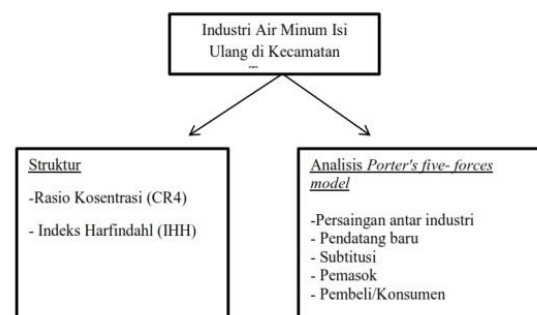 Industri Air Minum Isi
Ulang di Kecamatan
Struktur
-Rasio Kosentrasi (CR4)
- Indeks Harfindahl (IHH)
Analisis Porter's five- forces
model
-Persaingan antar industri
- Pendatang baru
- Subtitusi
- Pemasok
- Pembeli/Konsumen